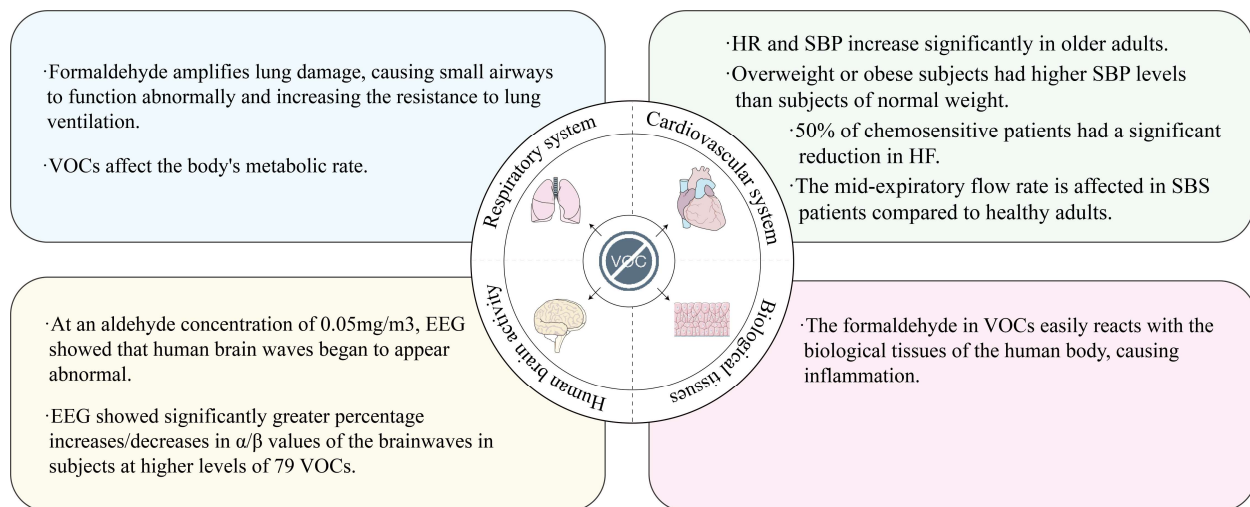 ·Formaldehyde amplifies lung damage, causing small airways
to function abnormally and increasing the resistance to lung
ventilation.
·VOCs affect the body's metabolic rate.
·HR and SBP increase significantly in older adults.
·Overweight or obese subjects had higher SBP levels
than subjects of normal weight.
·50% of chemosensitive patients had a significant
reduction in HF.
·The mid-expiratory flow rate is affected in SBS
patients compared to healthy adults.
Respiratory system
Cardiovascular system
VOC
Human brain activity
Biological tissues
·At an aldehyde concentration of 0.05mg/m3, EEG
showed that human brain waves began to appear
abnormal.
·EEG showed significantly greater percentage
increases/decreases in α/β values of the brainwaves in
subjects at higher levels of 79 VOCs.
·The formaldehyde in VOCs easily reacts with the
biological tissues of the human body, causing
inflammation.